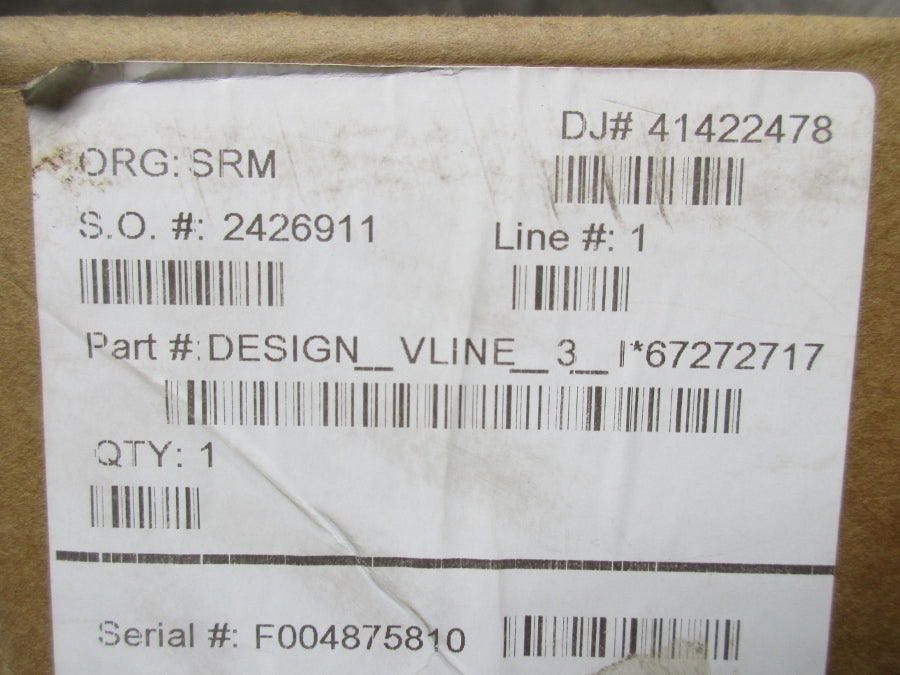 DJ# 41422478
ORG: SRM
S.O. #: 2426911
Line #: 1
Part #: DESIGN__VLINE__3__I*67272717
QTY: 1
Serial #: F004875810